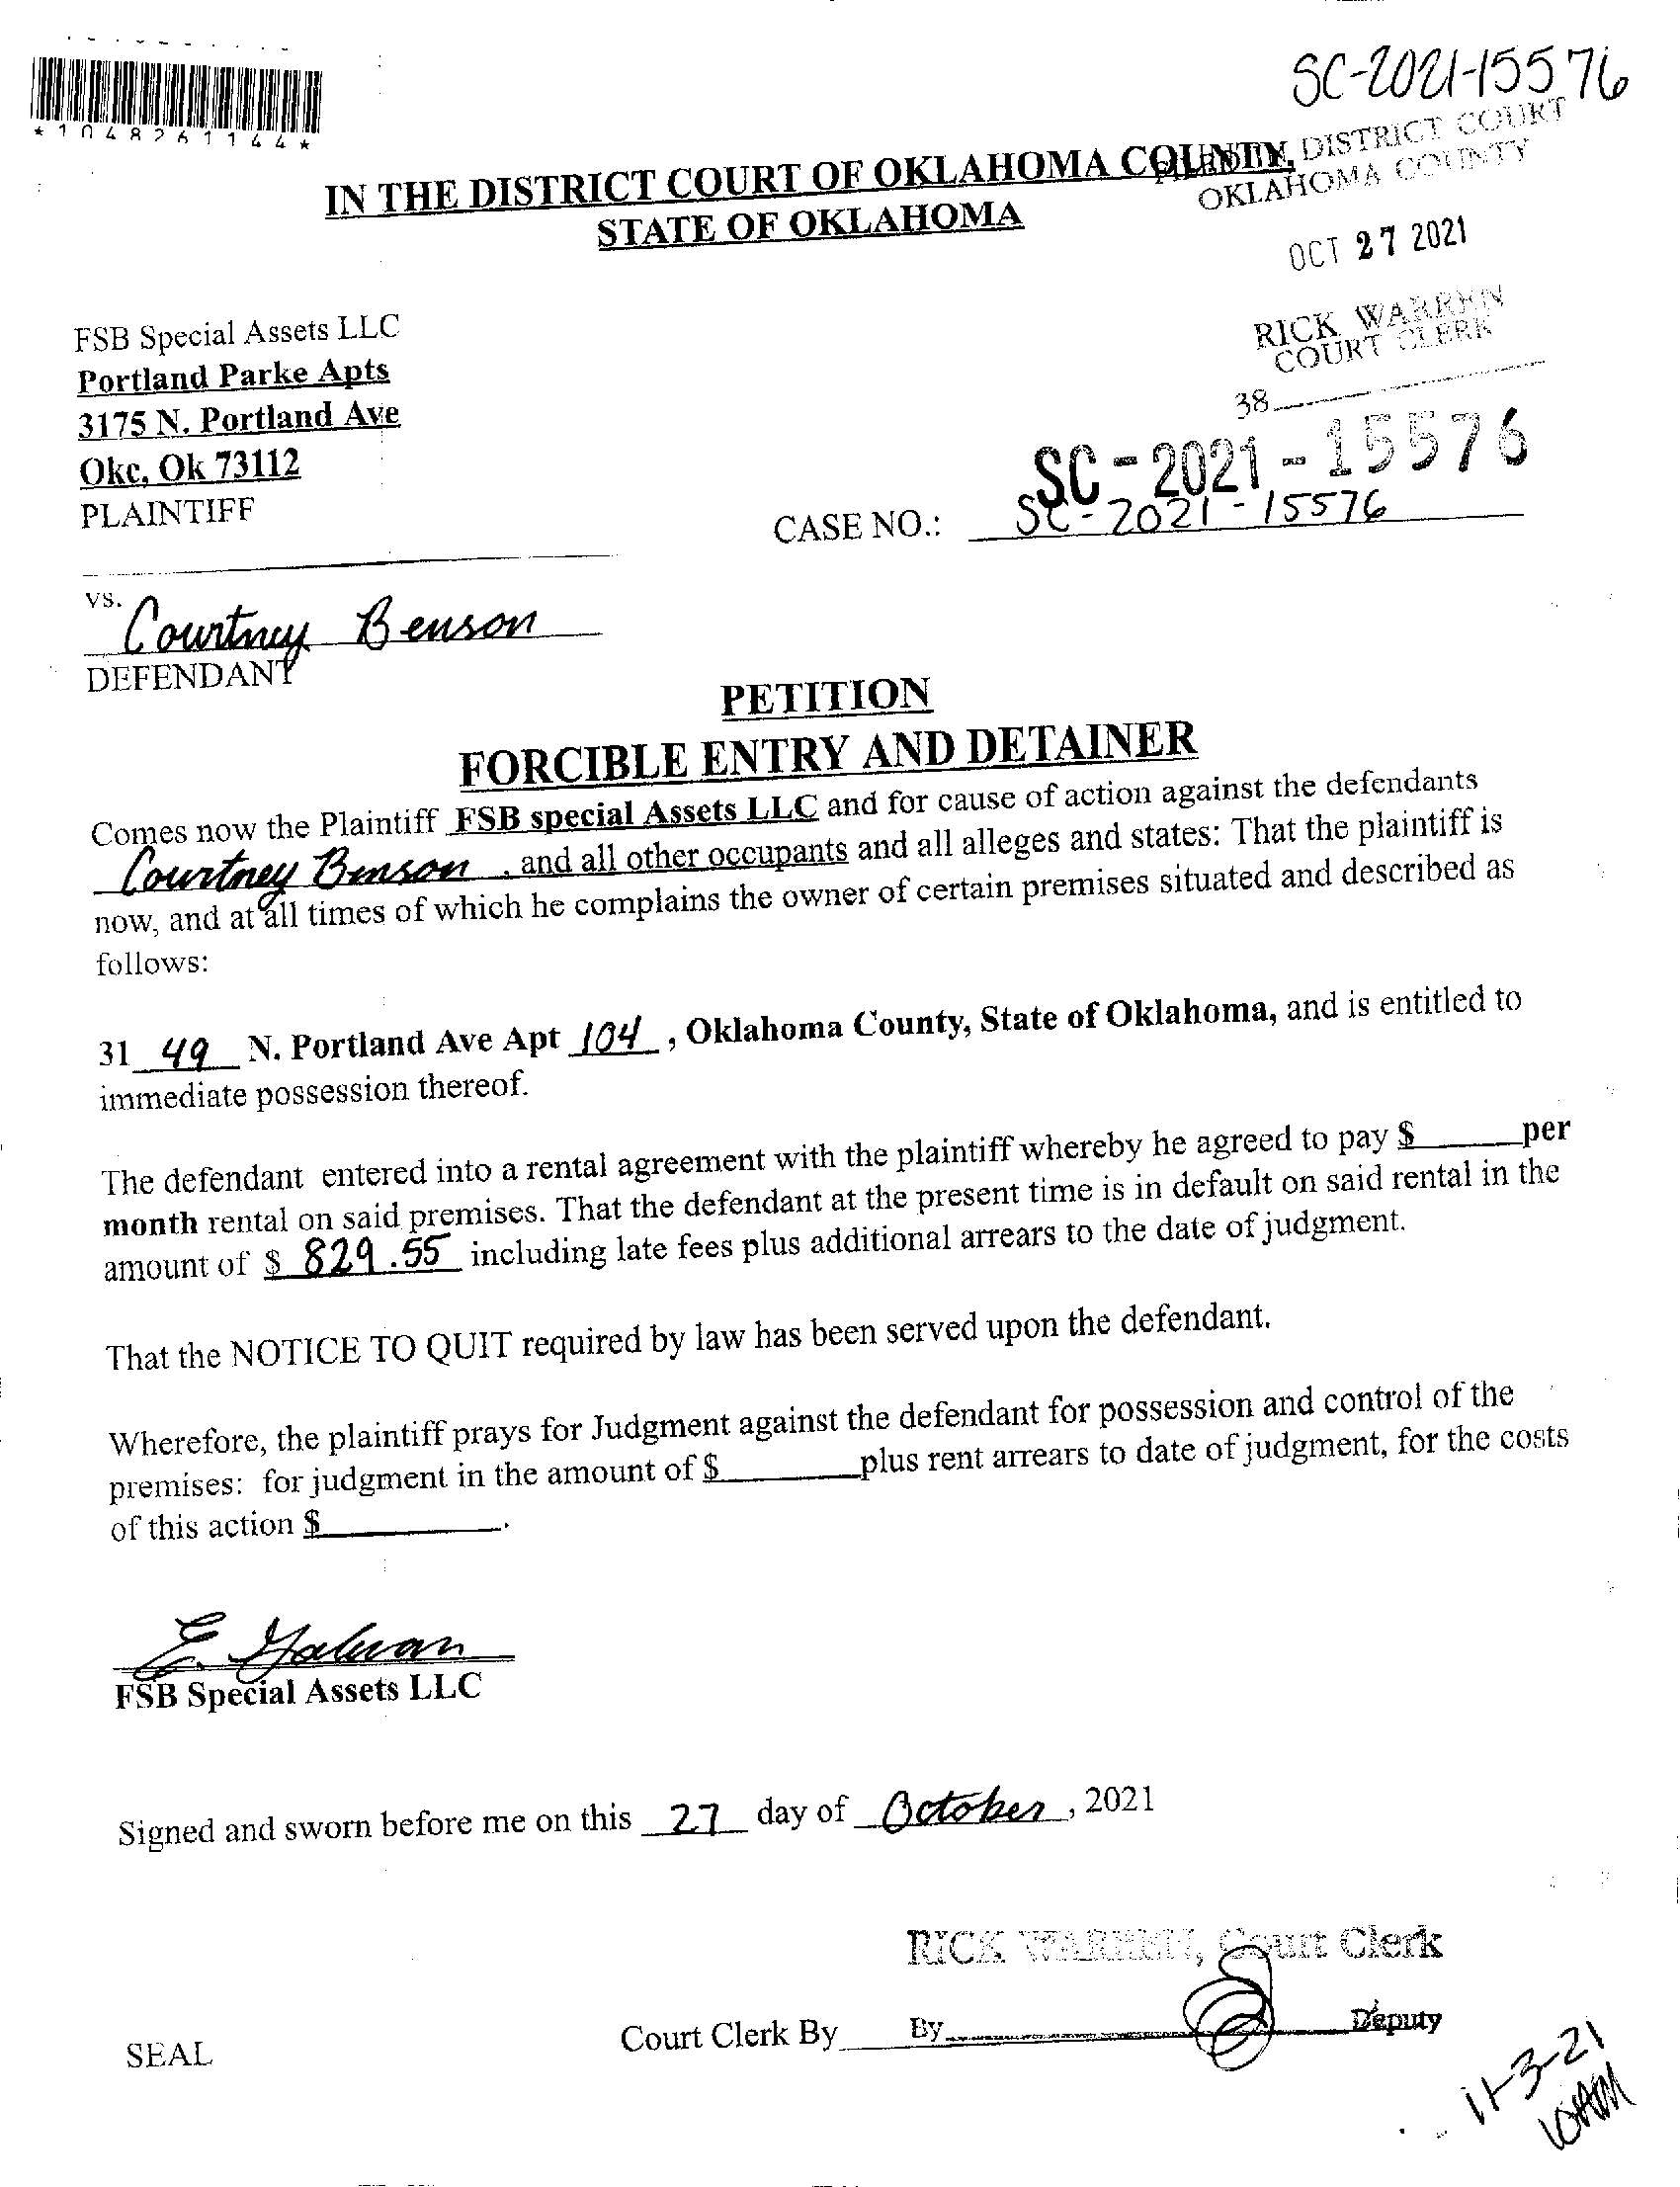 SC-2021-15576
*1048261144*
IN THE DISTRICT COURT OF OKLAHOMA COUNTY,
STATE OF OKLAHOMA
FILED IN DISTRICT COURT
OKLAHOMA COUNTY
OCT 27 2021
RICK WARREN
COURT CLERK
38
FSB Special Assets LLC
Portland Parke Apts
3175 N. Portland Ave
Okc, Ok 73112
PLAINTIFF
SC-2021-15576
CASE NO.: SC-2021-15576
vs.
Courtney Benson
DEFENDANT
PETITION
FORCIBLE ENTRY AND DETAINER
Comes now the Plaintiff FSB special Assets LLC and for cause of action against the defendants
Courtney Benson, and all other occupants and all alleges and states: That the plaintiff is
now, and at all times of which he complains the owner of certain premises situated and described as
follows:
31 49 N. Portland Ave Apt 104, Oklahoma County, State of Oklahoma, and is entitled to
immediate possession thereof.
The defendant entered into a rental agreement with the plaintiff whereby he agreed to pay $______per
month rental on said premises. That the defendant at the present time is in default on said rental in the
amount of $ 829.55 including late fees plus additional arrears to the date of judgment.
That the NOTICE TO QUIT required by law has been served upon the defendant.
Wherefore, the plaintiff prays for Judgment against the defendant for possession and control of the
premises: for judgment in the amount of $________plus rent arrears to date of judgment, for the costs
of this action $__________.
E. Galvan
FSB Special Assets LLC
Signed and sworn before me on this 27 day of October, 2021
RICK WARREN, Court Clerk
Court Clerk By By Deputy
SEAL
11-3-21
10AM